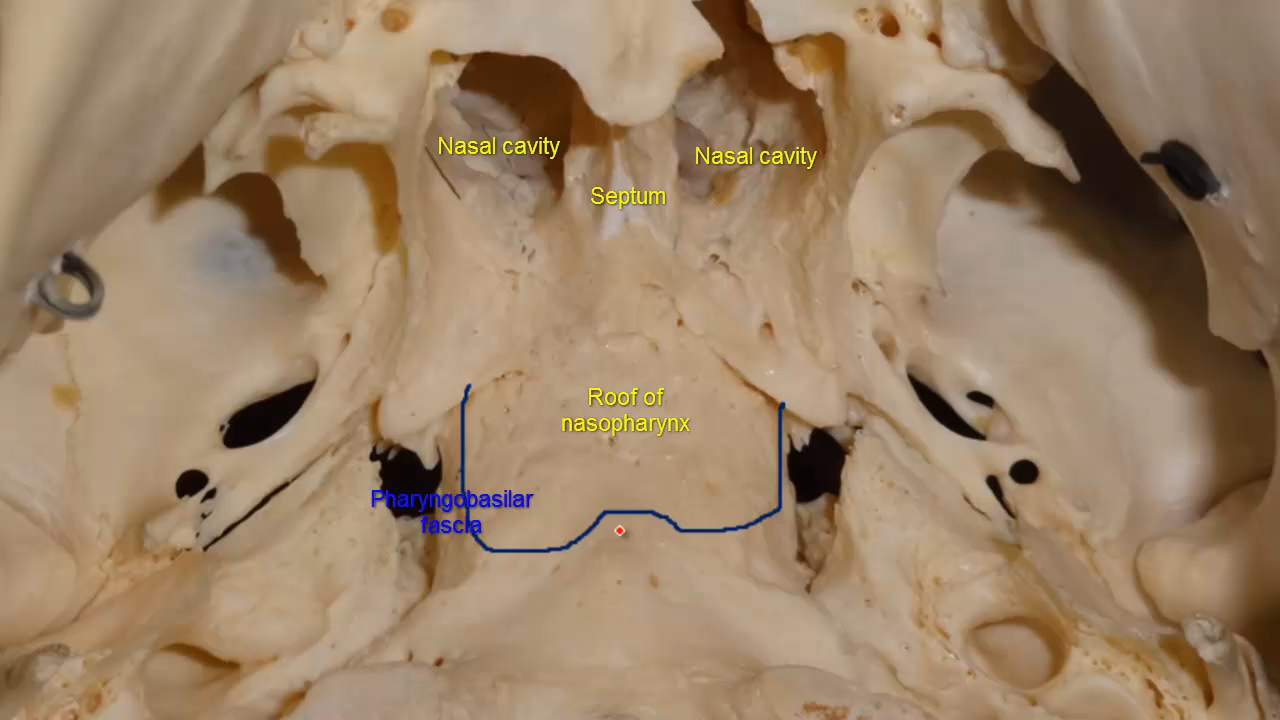 Nasal cavity
Nasal cavity
Septum
Roof of
nasopharynx
Pharyngobasilar
fascia